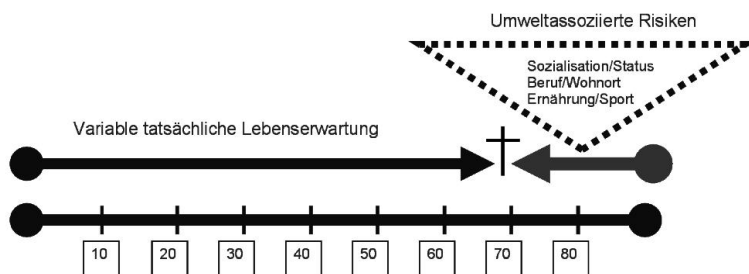 Umweltassoziierte Risiken
Sozialisation/Status
Beruf/Wohnort
Ernährung/Sport
Variable tatsächliche Lebenserwartung
10 20 30 40 50 60 70 80